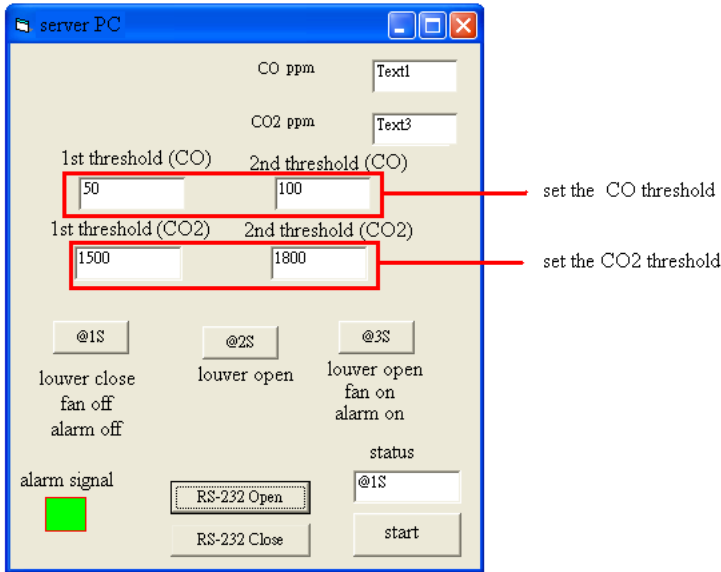 server PC
CO ppm
Text1
CO2 ppm
Text3
1st threshold (CO)
2nd threshold (CO)
50
100
set the CO threshold
1st threshold (CO2)
2nd threshold (CO2)
1500
1800
set the CO2 threshold
@1S
@2S
@3S
louver close
fan off
alarm off
louver open
louver open
fan on
alarm on
status
alarm signal
@1S
RS-232 Open
RS-232 Close
start